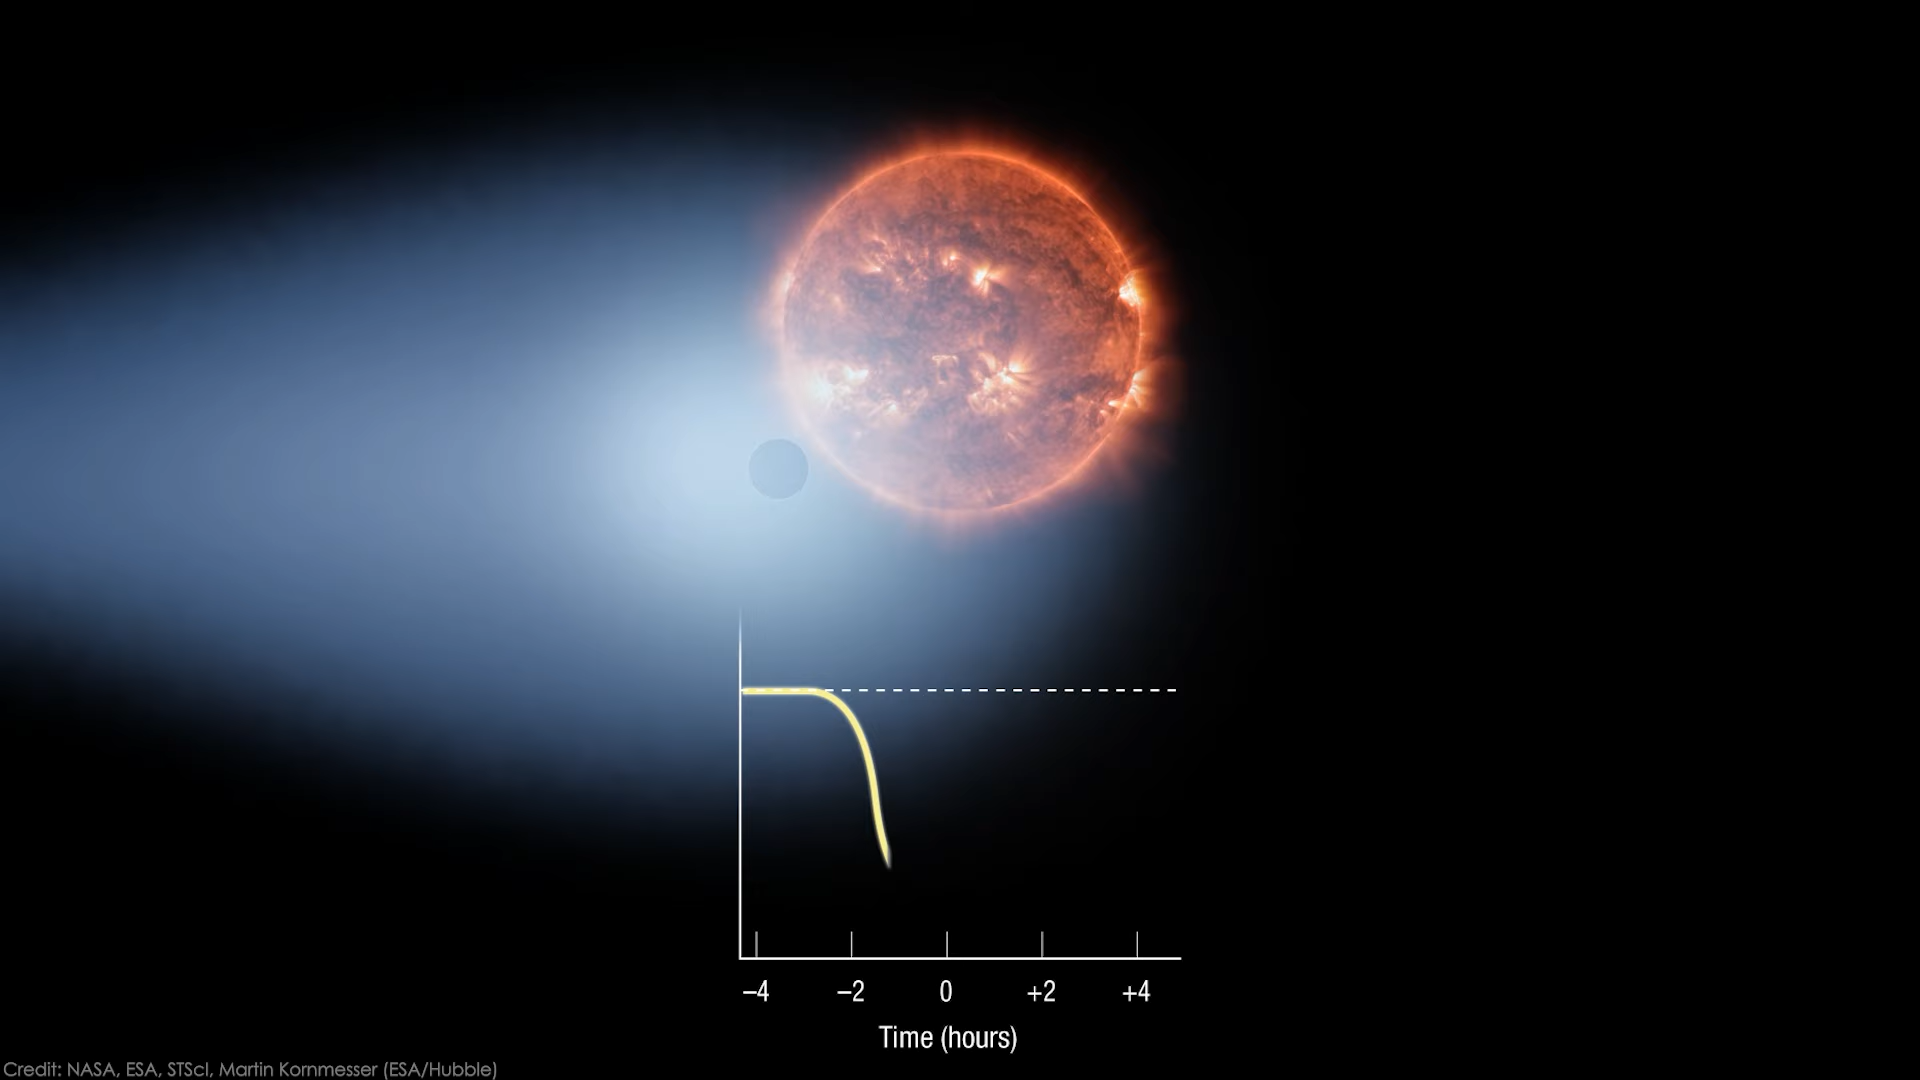 –4
–2
0
+2
+4
Time (hours)
Credit: NASA, ESA, STScI, Martin Kornmesser (ESA/Hubble)